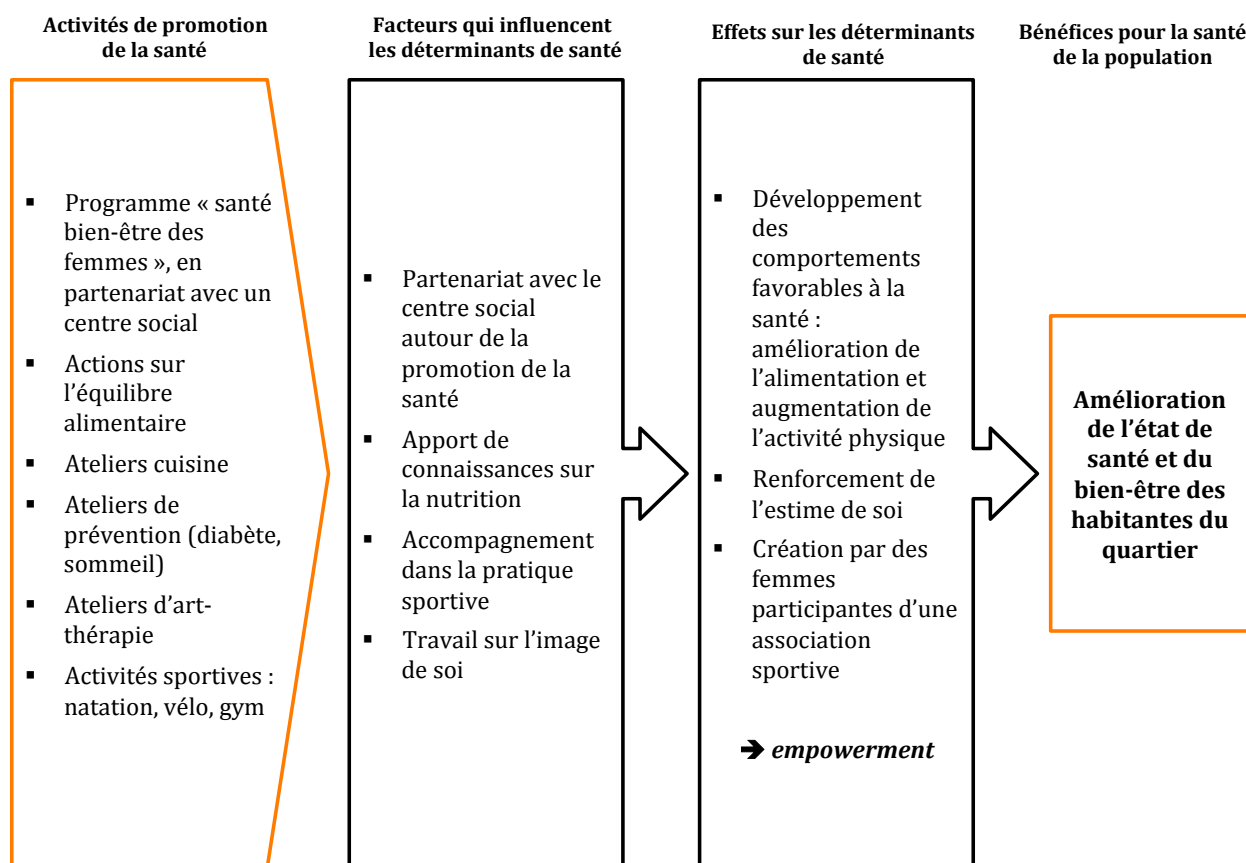 Activités de promotion
de la santé
Facteurs qui influencent
les déterminants de santé
Effets sur les déterminants
de santé
Bénéfices pour la santé
de la population
▪ Programme « santé
bien-être des
femmes », en
partenariat avec un
centre social
▪ Actions sur
l’équilibre
alimentaire
▪ Ateliers cuisine
▪ Ateliers de
prévention (diabète,
sommeil)
▪ Ateliers d’art-
thérapie
▪ Activités sportives :
natation, vélo, gym
▪ Partenariat avec le
centre social
autour de la
promotion de la
santé
▪ Apport de
connaissances sur
la nutrition
▪ Accompagnement
dans la pratique
sportive
▪ Travail sur l’image
de soi
▪ Développement
des
comportements
favorables à la
santé :
amélioration de
l’alimentation et
augmentation de
l’activité physique
▪ Renforcement de
l’estime de soi
▪ Création par des
femmes
participantes d’une
association
sportive
➔ empowerment
Amélioration
de l’état de
santé et du
bien-être des
habitantes du
quartier